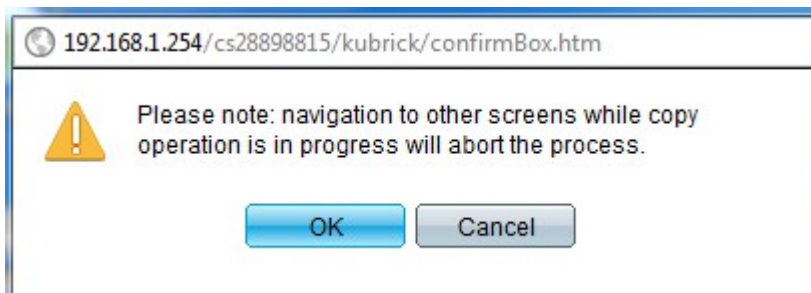 192.168.1.254/cs28898815/kubrick/confirmBox.htm
Please note: navigation to other screens while copy
operation is in progress will abort the process.
OK Cancel